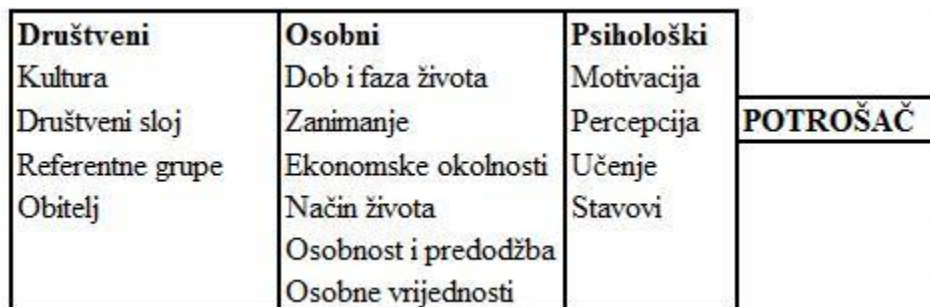 Društveni
Kultura
Društveni sloj
Referentne grupe
Obitelj
Osobni
Dob i faza života
Zanimanje
Ekonomske okolnosti
Način života
Osobnost i predodžba
Osobne vrijednosti
Psihološki
Motivacija
Percepcija
Učenje
Stavovi
POTROŠAČ